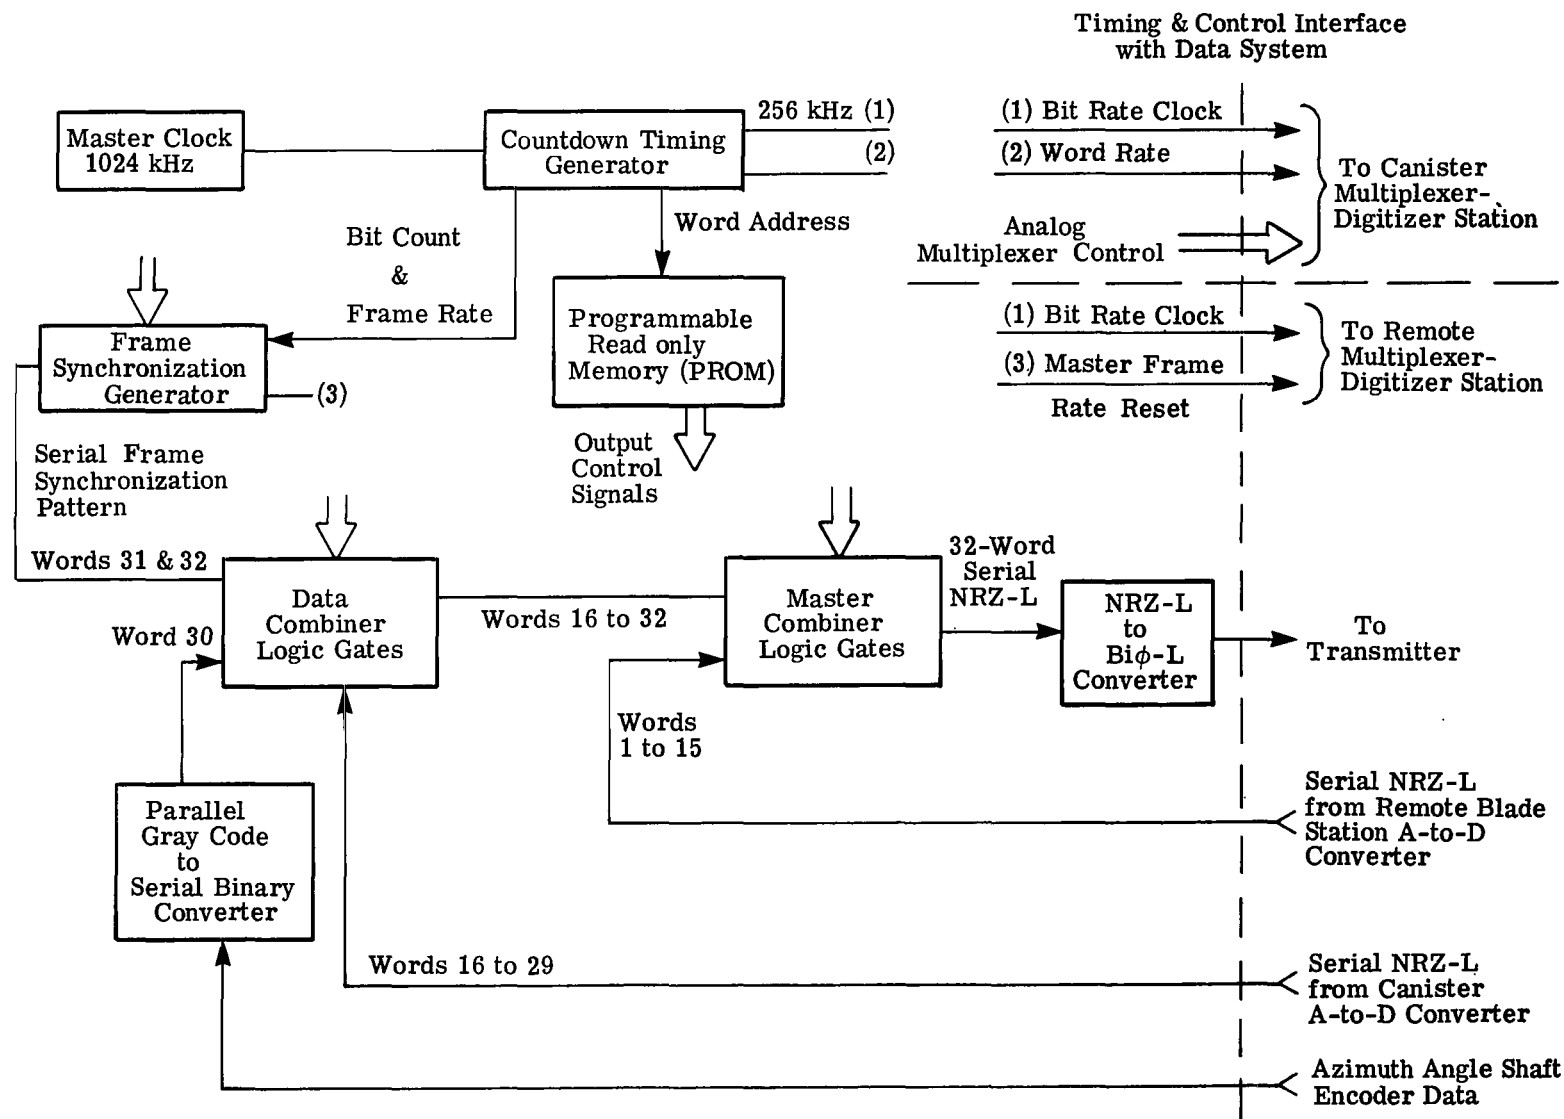 Timing & Control Interface
with Data System
Master Clock
1024 kHz
Countdown Timing
Generator
256 kHz (1)
(2)
(1) Bit Rate Clock
(2) Word Rate
Analog
Multiplexer Control
To Canister
Multiplexer-
Digitizer Station
Bit Count
&
Frame Rate
Word Address
Frame
Synchronization
Generator
(3)
Programmable
Read only
Memory (PROM)
(1) Bit Rate Clock
(3) Master Frame
Rate Reset
To Remote
Multiplexer-
Digitizer Station
Serial Frame
Synchronization
Pattern
Output
Control
Signals
Words 31 & 32
Data
Combiner
Logic Gates
Words 16 to 32
Master
Combiner
Logic Gates
32-Word
Serial
NRZ-L
NRZ-L
to
Biϕ-L
Converter
To
Transmitter
Word 30
Words
1 to 15
Parallel
Gray Code
to
Serial Binary
Converter
Serial NRZ-L
from Remote Blade
Station A-to-D
Converter
Words 16 to 29
Serial NRZ-L
from Canister
A-to-D Converter
Azimuth Angle Shaft
Encoder Data